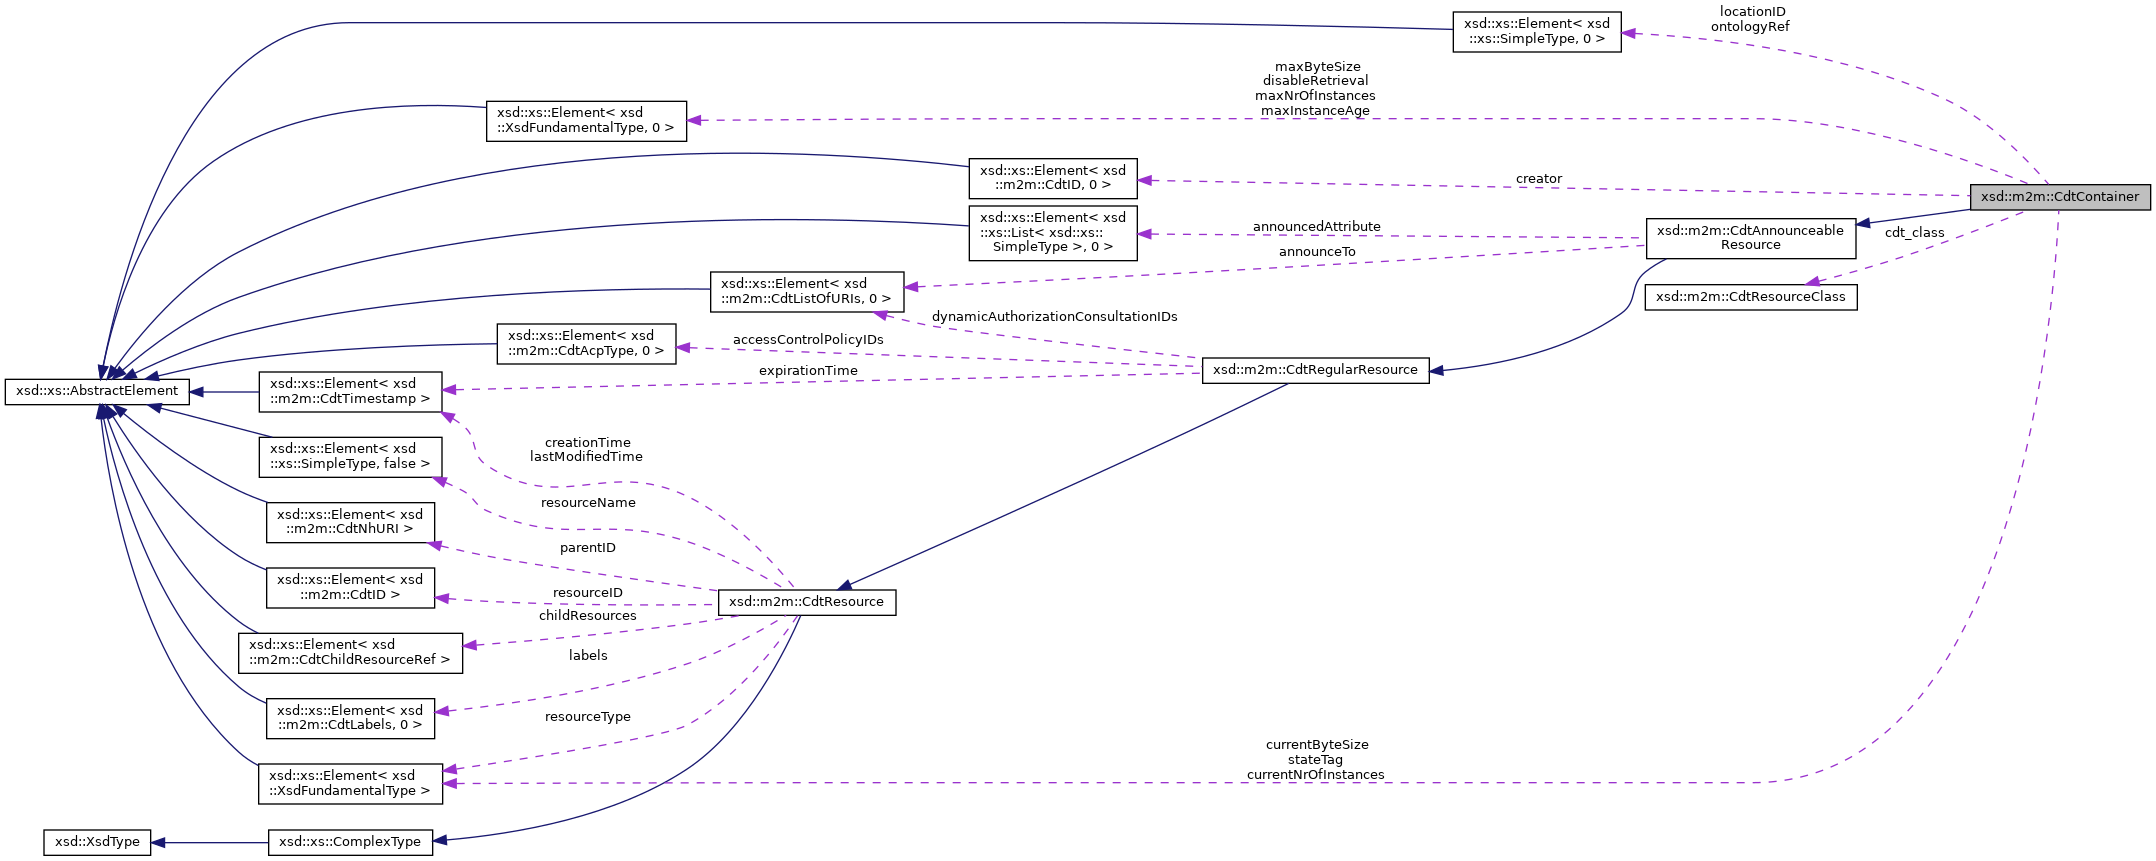 locationID
ontologyRef
xsd::xs::Element< xsd
::xs::SimpleType, 0 >
maxByteSize
disableRetrieval
maxNrOfInstances
maxInstanceAge
xsd::xs::Element< xsd
::XsdFundamentalType, 0 >
xsd::xs::Element< xsd
::m2m::CdtID, 0 >
creator
xsd::m2m::CdtContainer
xsd::xs::Element< xsd
::xs::List< xsd::xs::
SimpleType >, 0 >
announcedAttribute
xsd::m2m::CdtAnnounceable
Resource
cdt_class
announceTo
xsd::xs::Element< xsd
::m2m::CdtListOfURIs, 0 >
xsd::m2m::CdtResourceClass
dynamicAuthorizationConsultationIDs
xsd::xs::Element< xsd
::m2m::CdtAcpType, 0 >
accessControlPolicyIDs
xsd::m2m::CdtRegularResource
expirationTime
xsd::xs::AbstractElement
xsd::xs::Element< xsd
::m2m::CdtTimestamp >
creationTime
lastModifiedTime
xsd::xs::Element< xsd
::xs::SimpleType, false >
resourceName
xsd::xs::Element< xsd
::m2m::CdtNhURI >
parentID
xsd::xs::Element< xsd
::m2m::CdtID >
resourceID
xsd::m2m::CdtResource
childResources
xsd::xs::Element< xsd
::m2m::CdtChildResourceRef >
labels
xsd::xs::Element< xsd
::m2m::CdtLabels, 0 >
resourceType
currentByteSize
stateTag
currentNrOfInstances
xsd::xs::Element< xsd
::XsdFundamentalType >
xsd::XsdType
xsd::xs::ComplexType